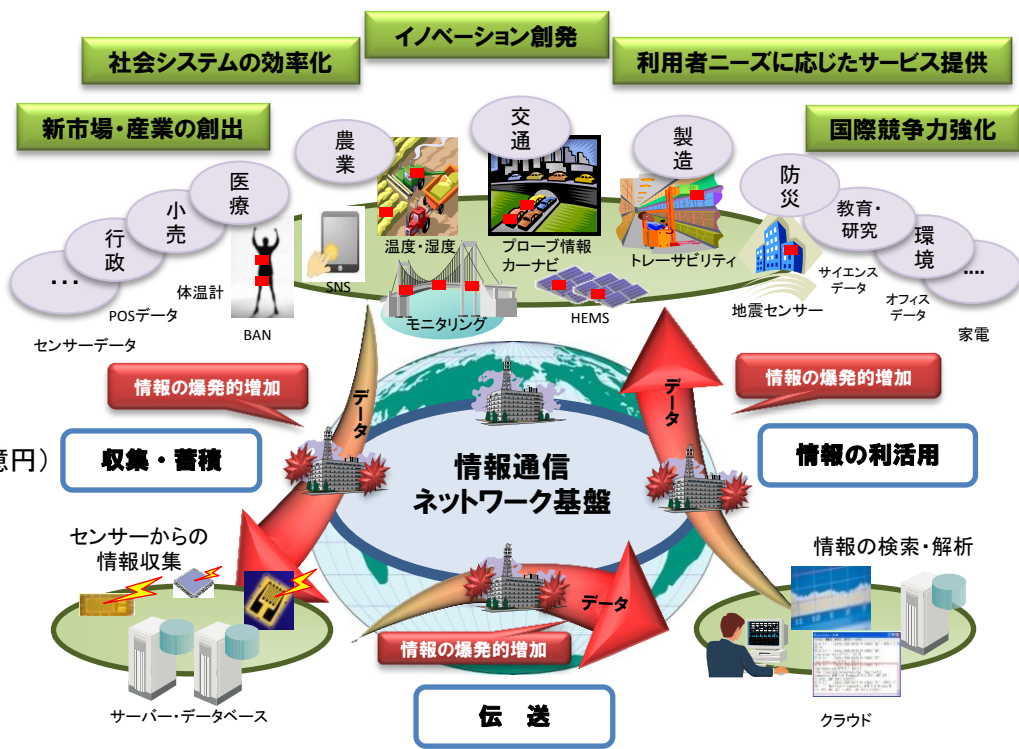 イノベーション創発
社会システムの効率化
利用者ニーズに応じたサービス提供
新市場・産業の創出
国際競争力強化
・・・
行政
小売
医療
農業
交通
製造
防災
教育・
研究
環境
・・・・
センサーデータ
POSデータ
体温計
BAN
SNS
温度・湿度
モニタリング
プローブ情報
カーナビ
HEMS
トレーサビリティ
地震センサー
サイエンス
データ
オフィス
データ
家電
情報の爆発的増加
データ
データ
情報の爆発的増加
億円）
収集・蓄積
情報通信
ネットワーク基盤
情報の利活用
センサーからの
情報収集
サーバー・データベース
データ
情報の爆発的増加
伝 送
情報の検索・解析
クラウド